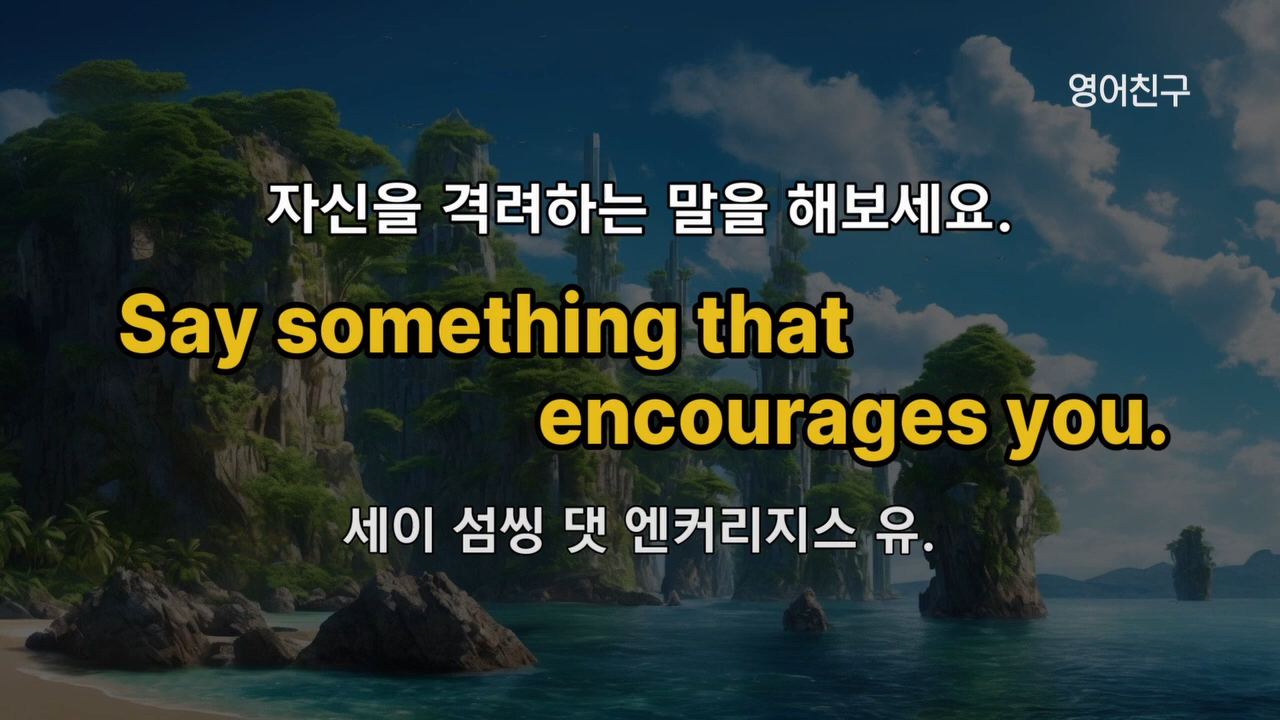 영어친구
자신을 격려하는 말을 해보세요.
Say something that
encourages you.
세이 섬씽 댓 엔커리지스 유.